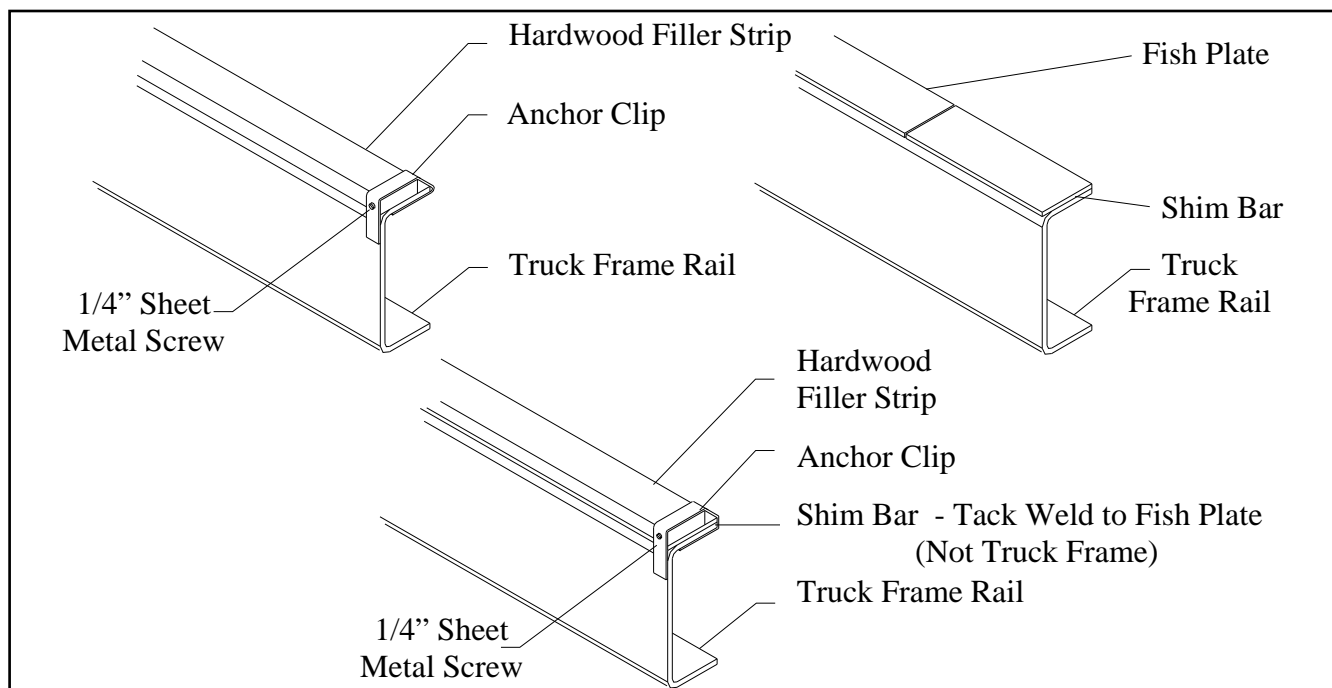 Hardwood Filler Strip
Anchor Clip
Truck Frame Rail
1/4” Sheet
Metal Screw
Fish Plate
Shim Bar
Truck
Frame Rail
Hardwood
Filler Strip
Anchor Clip
Shim Bar - Tack Weld to Fish Plate
(Not Truck Frame)
Truck Frame Rail
1/4” Sheet
Metal Screw